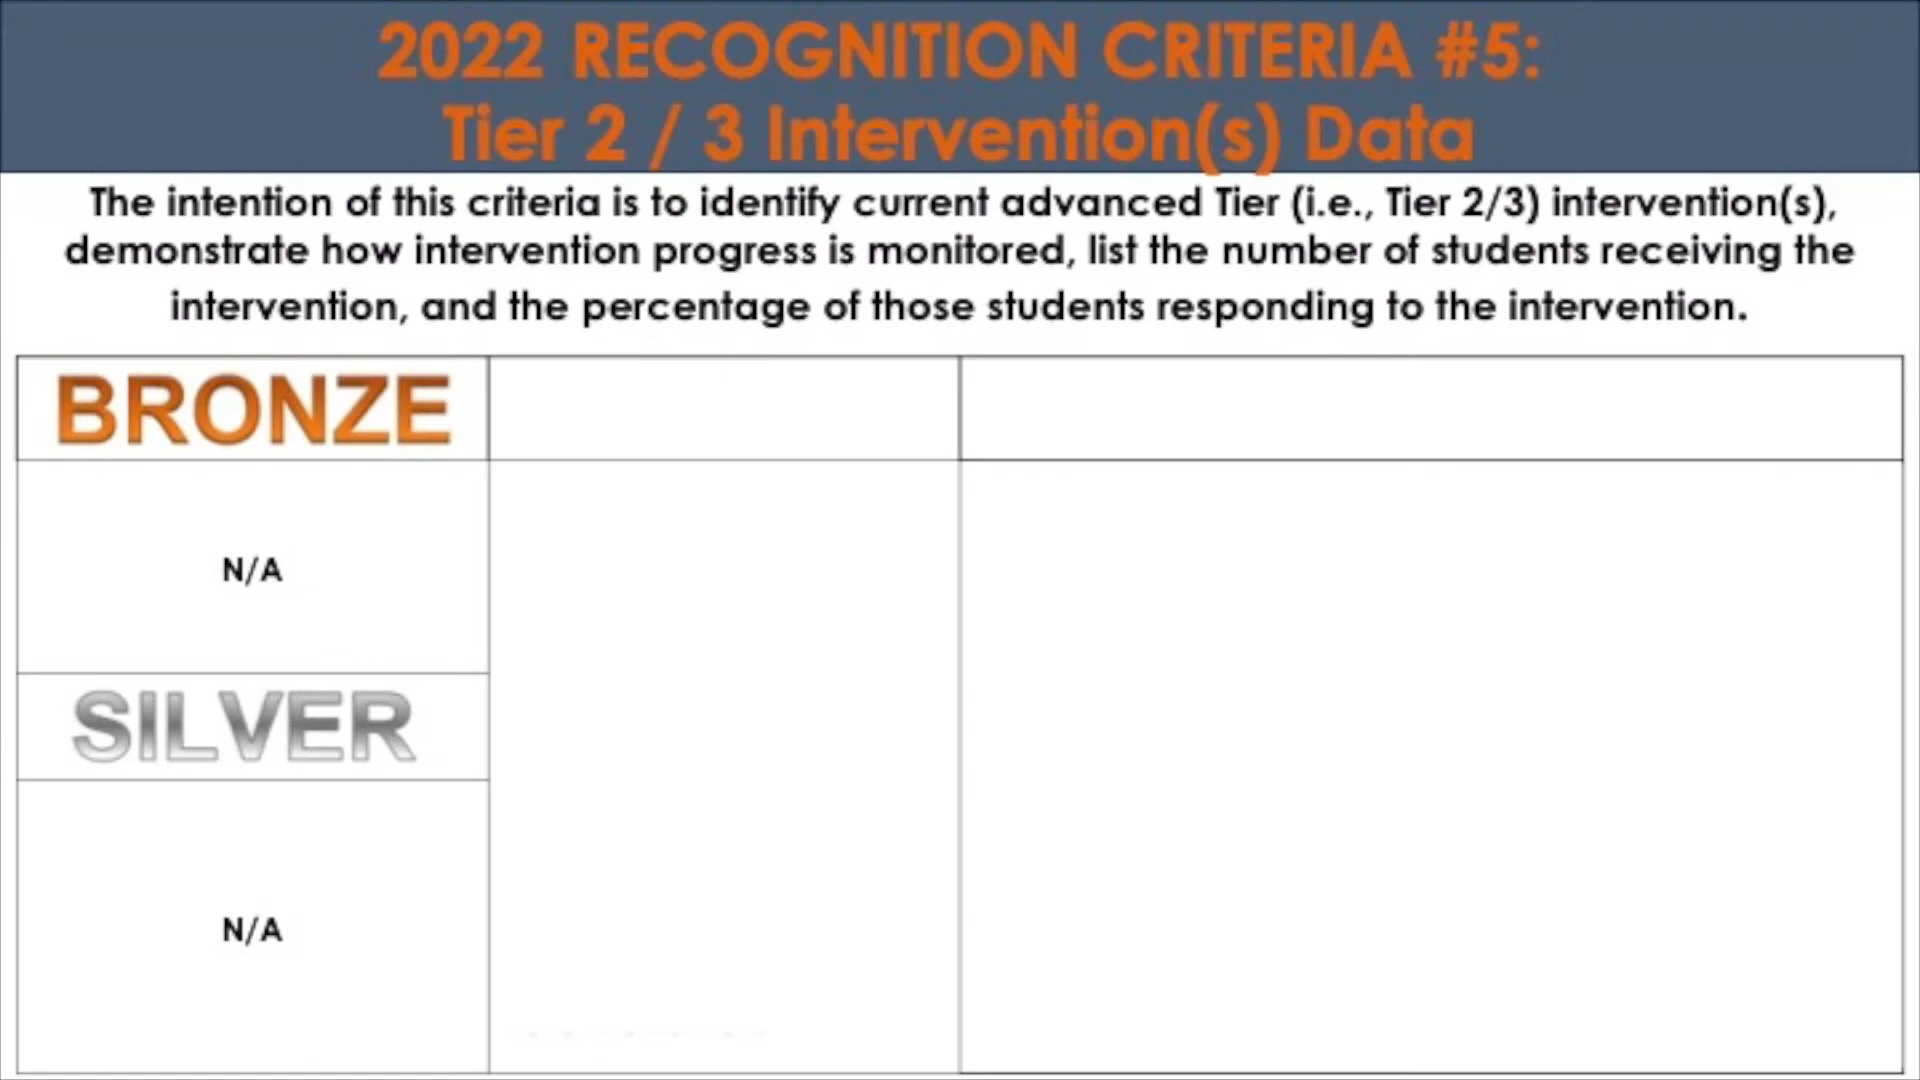 2022 RECOGNITION CRITERIA #5:
Tier 2 / 3 Intervention(s) Data
The intention of this criteria is to identify current advanced Tier (i.e., Tier 2/3) intervention(s),
demonstrate how intervention progress is monitored, list the number of students receiving the
intervention, and the percentage of those students responding to the intervention.
BRONZE
N/A
SILVER
N/A